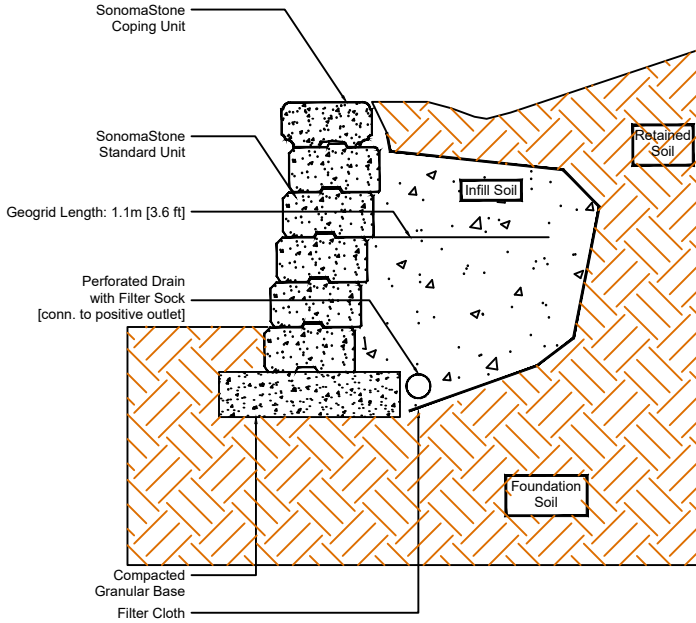 SonomaStone
Coping Unit
SonomaStone
Standard Unit
Retained
Soil
Infill Soil
Geogrid Length: 1.1m [3.6 ft]
Perforated Drain
with Filter Sock
[conn. to positive outlet]
Foundation
Soil
Compacted
Granular Base
Filter Cloth